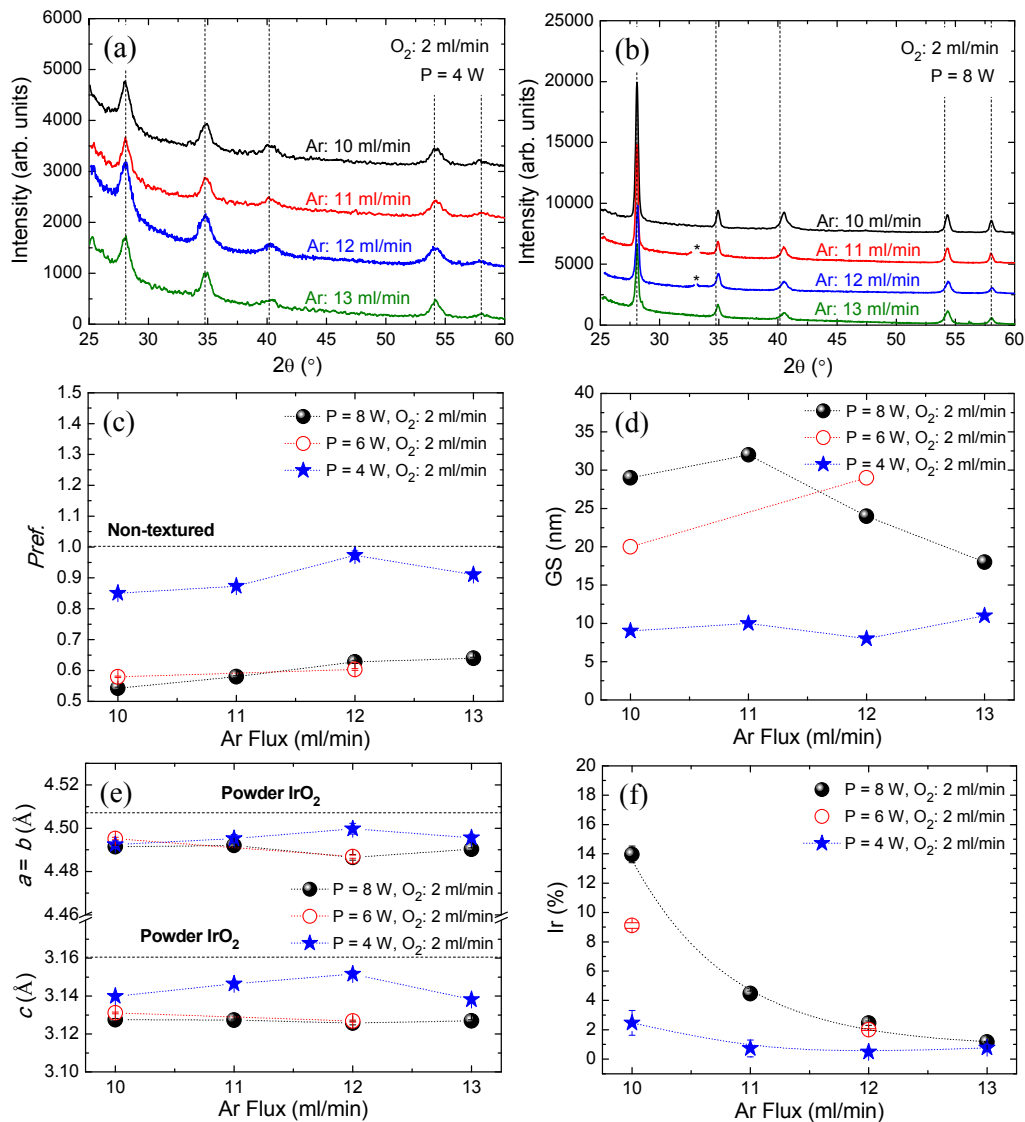 (a)
O₂: 2 ml/min
P = 4 W
Ar: 10 ml/min
Ar: 11 ml/min
Ar: 12 ml/min
Ar: 13 ml/min
Intensity (arb. units)
6000
5000
4000
3000
2000
1000
0
25 30 35 40 45 50 55 60
2θ (°)
(b)
O₂: 2 ml/min
P = 8 W
Ar: 10 ml/min
* Ar: 11 ml/min
* Ar: 12 ml/min
Ar: 13 ml/min
Intensity (arb. units)
25000
20000
15000
10000
5000
0
25 30 35 40 45 50 55 60
2θ (°)
(c)
P = 8 W, O₂: 2 ml/min
P = 6 W, O₂: 2 ml/min
P = 4 W, O₂: 2 ml/min
Non-textured
Pref.
1.5
1.4
1.3
1.2
1.1
1.0
0.9
0.8
0.7
0.6
0.5
10 11 12 13
Ar Flux (ml/min)
(d)
P = 8 W, O₂: 2 ml/min
P = 6 W, O₂: 2 ml/min
P = 4 W, O₂: 2 ml/min
GS (nm)
40
35
30
25
20
15
10
5
0
10 11 12 13
Ar Flux (ml/min)
(e)
Powder IrO₂
P = 8 W, O₂: 2 ml/min
P = 6 W, O₂: 2 ml/min
P = 4 W, O₂: 2 ml/min
Powder IrO₂
a = b (Å)
4.52
4.50
4.48
4.46
c (Å)
3.16
3.14
3.12
3.10
10 11 12 13
Ar Flux (ml/min)
(f)
P = 8 W, O₂: 2 ml/min
P = 6 W, O₂: 2 ml/min
P = 4 W, O₂: 2 ml/min
Ir (%)
20
18
16
14
12
10
8
6
4
2
0
10 11 12 13
Ar Flux (ml/min)